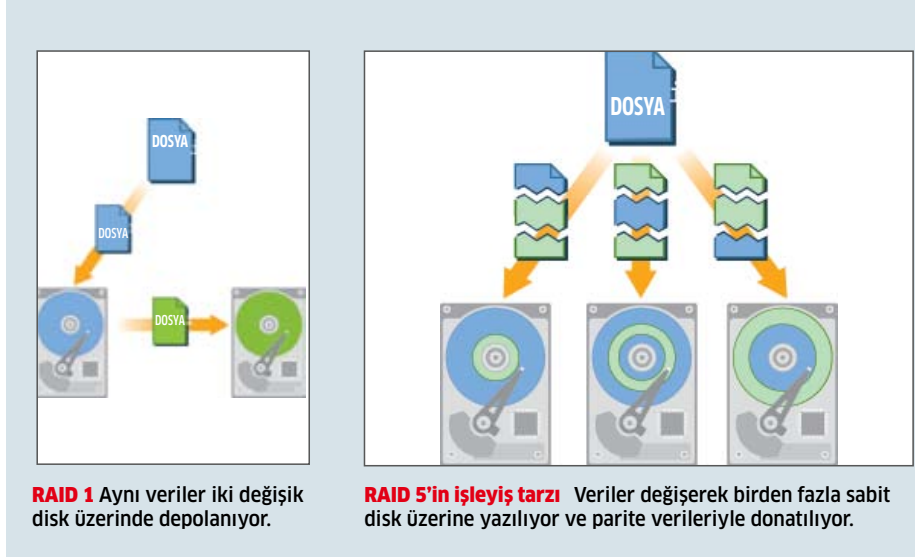 DOSYA
DOSYA
DOSYA
RAID 1 Aynı veriler iki değişik
disk üzerinde depolanıyor.
DOSYA
RAID 5’in işleyiş tarzı Veriler değişerek birden fazla sabit
disk üzerine yazılıyor ve parite verileriyle donatılıyor.